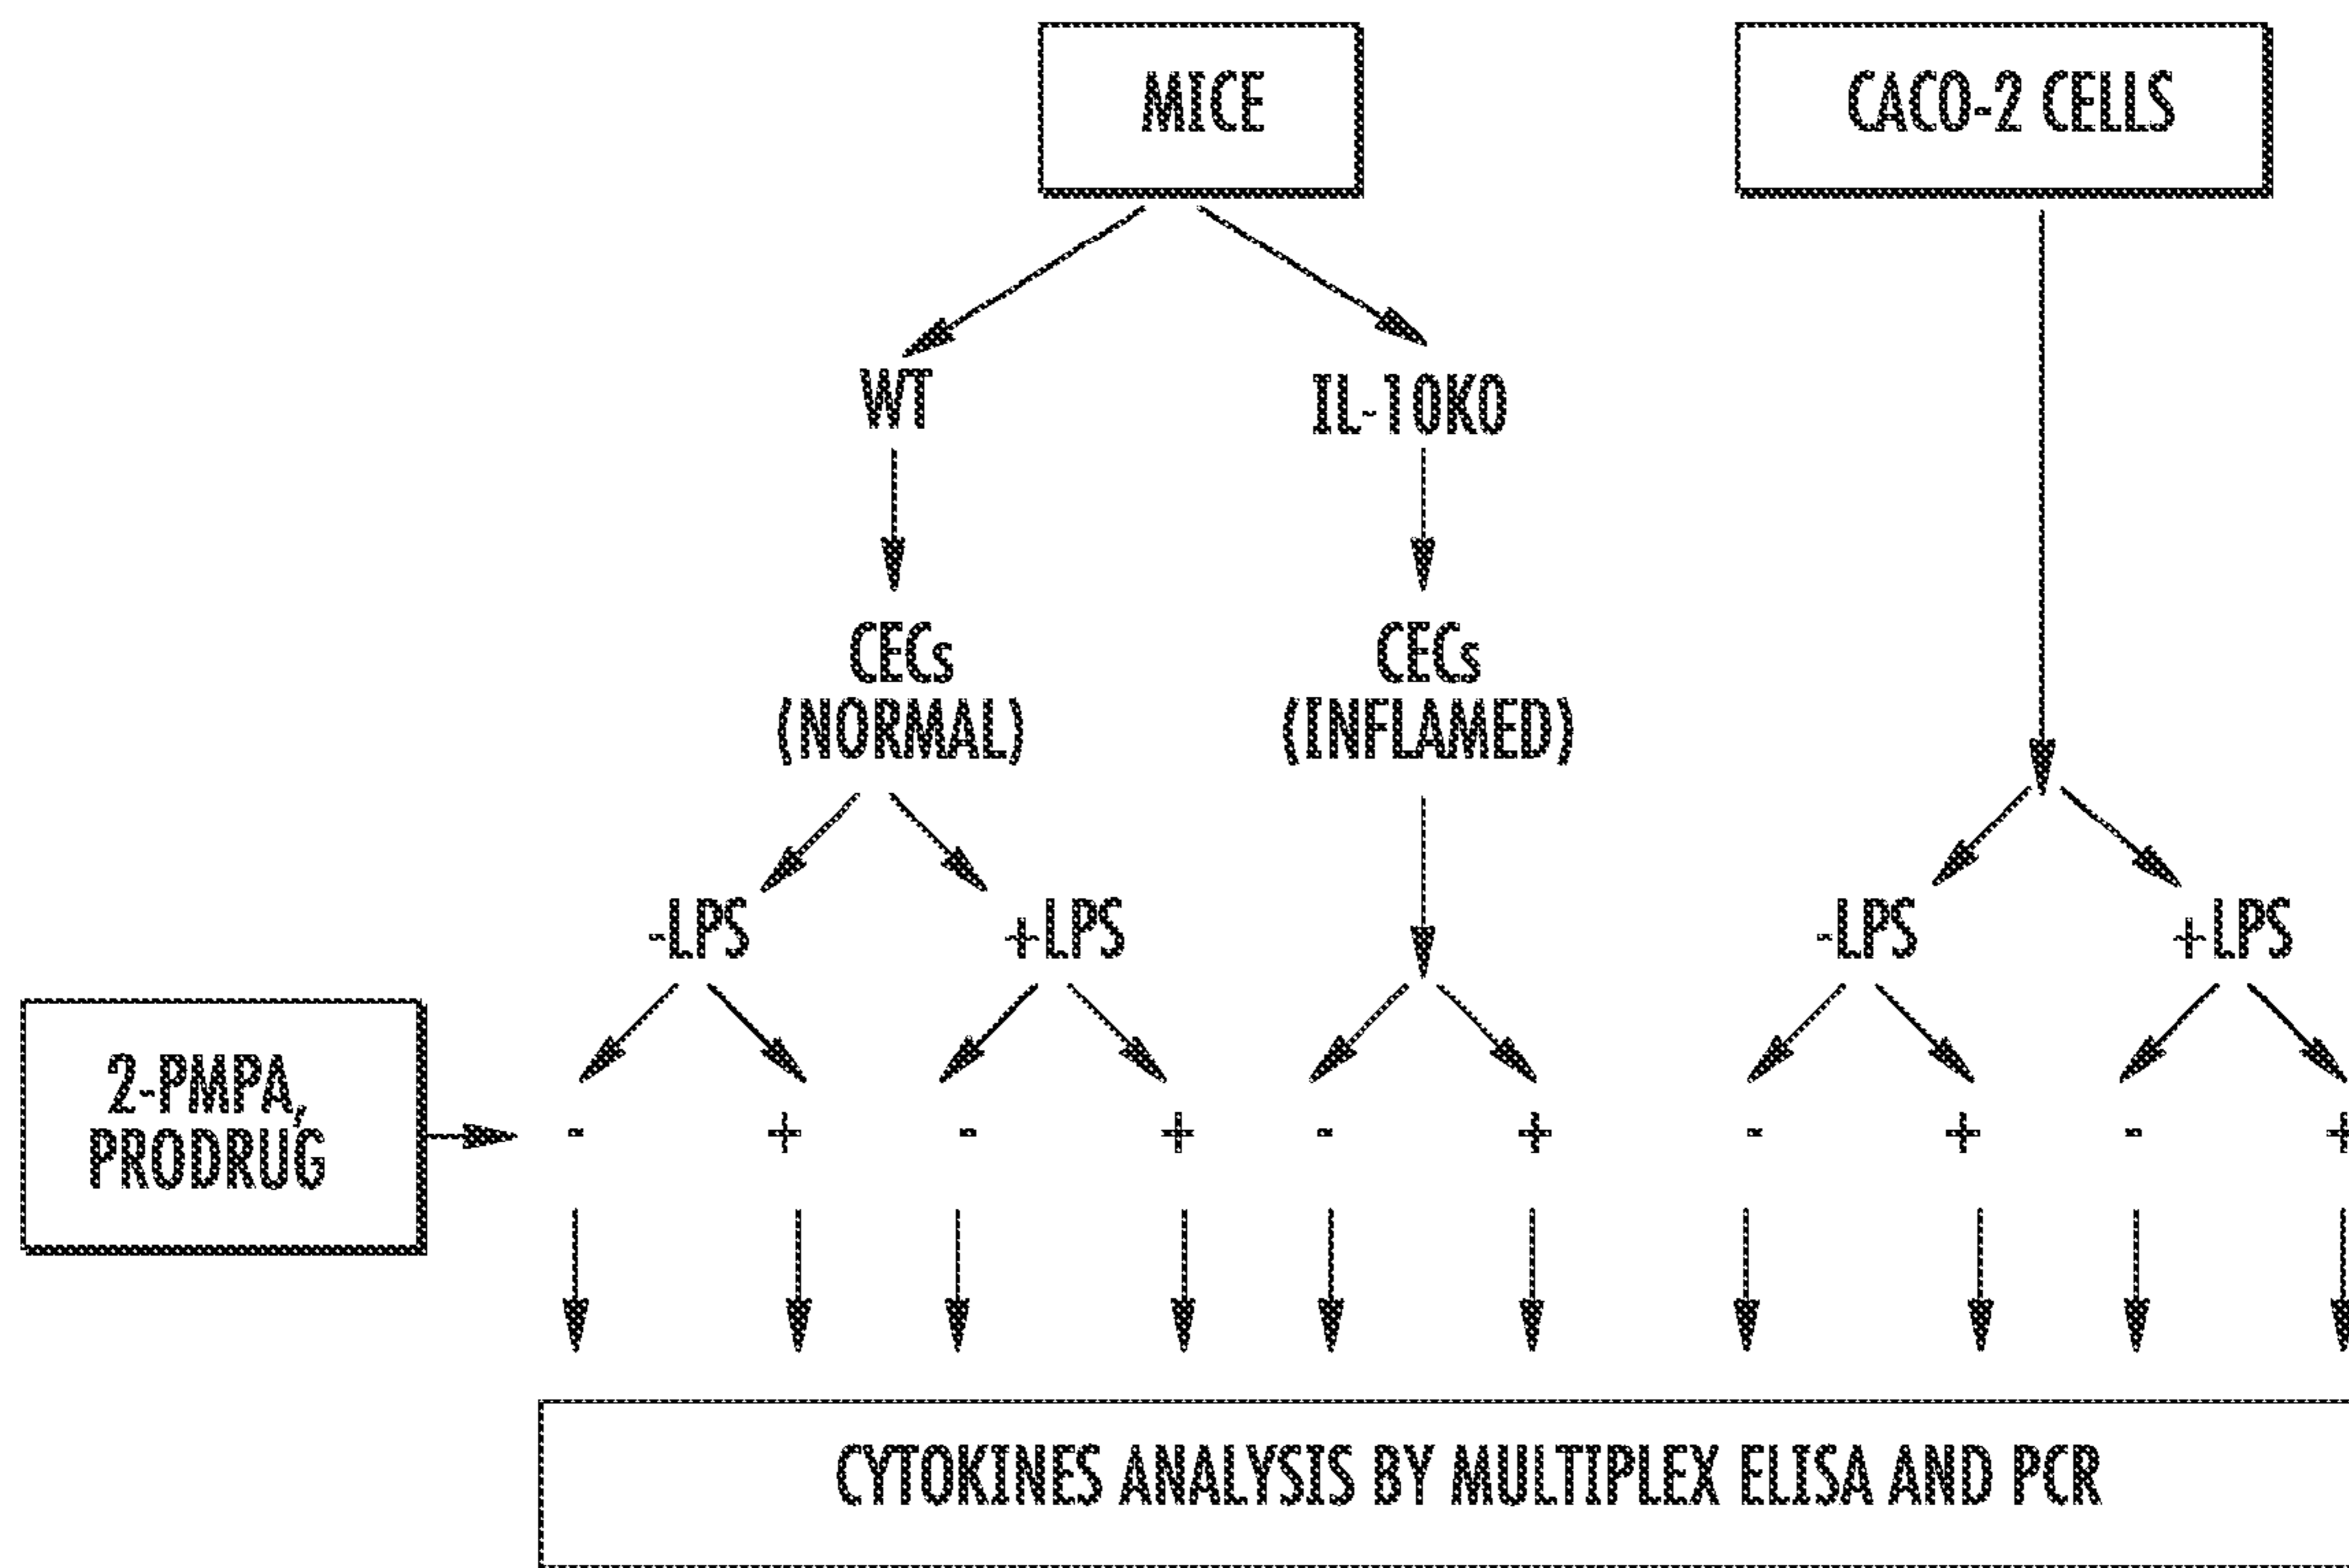 MICE
CACO-2 CELLS
WT
IL-10KO
CECs
(NORMAL)
CECs
(INFLAMED)
-LPS
+LPS
-LPS
+LPS
2-PMPA,
PRODRUG
- + - + - + - + - +
CYTOKINES ANALYSIS BY MULTIPLEX ELISA AND PCR